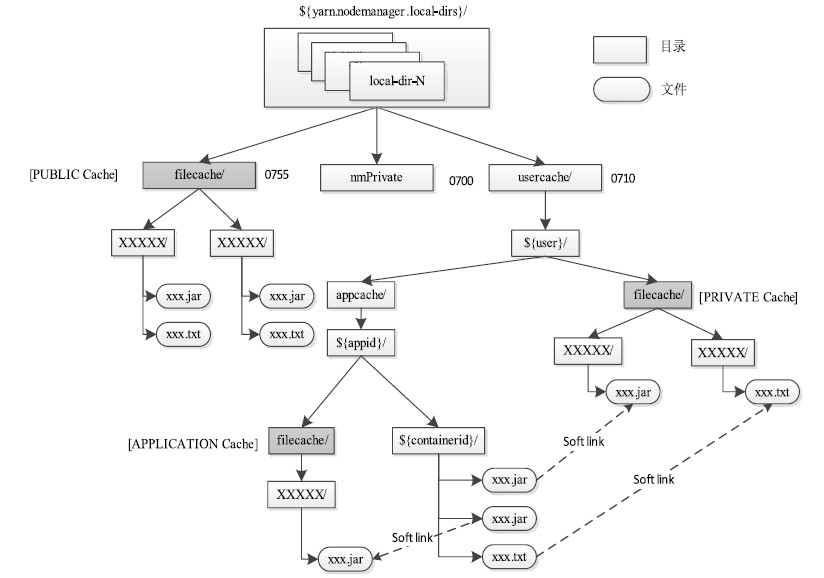 ${yarn.nodemanager.local-dirs}/
local-dir-N
目录
文件
[PUBLIC Cache]
filecache/
0755
nmPrivate
0700
usercache/
0710
XXXXX/
XXXXX/
${user}/
xxx.jar
xxx.jar
appcache/
filecache/
[PRIVATE Cache]
xxx.txt
xxx.txt
${appid}/
XXXXX/
XXXXX/
xxx.jar
xxx.txt
[APPLICATION Cache]
filecache/
${containerid}/
Soft link
xxx.jar
Soft link
XXXXX/
xxx.jar
Soft link
xxx.jar
xxx.txt